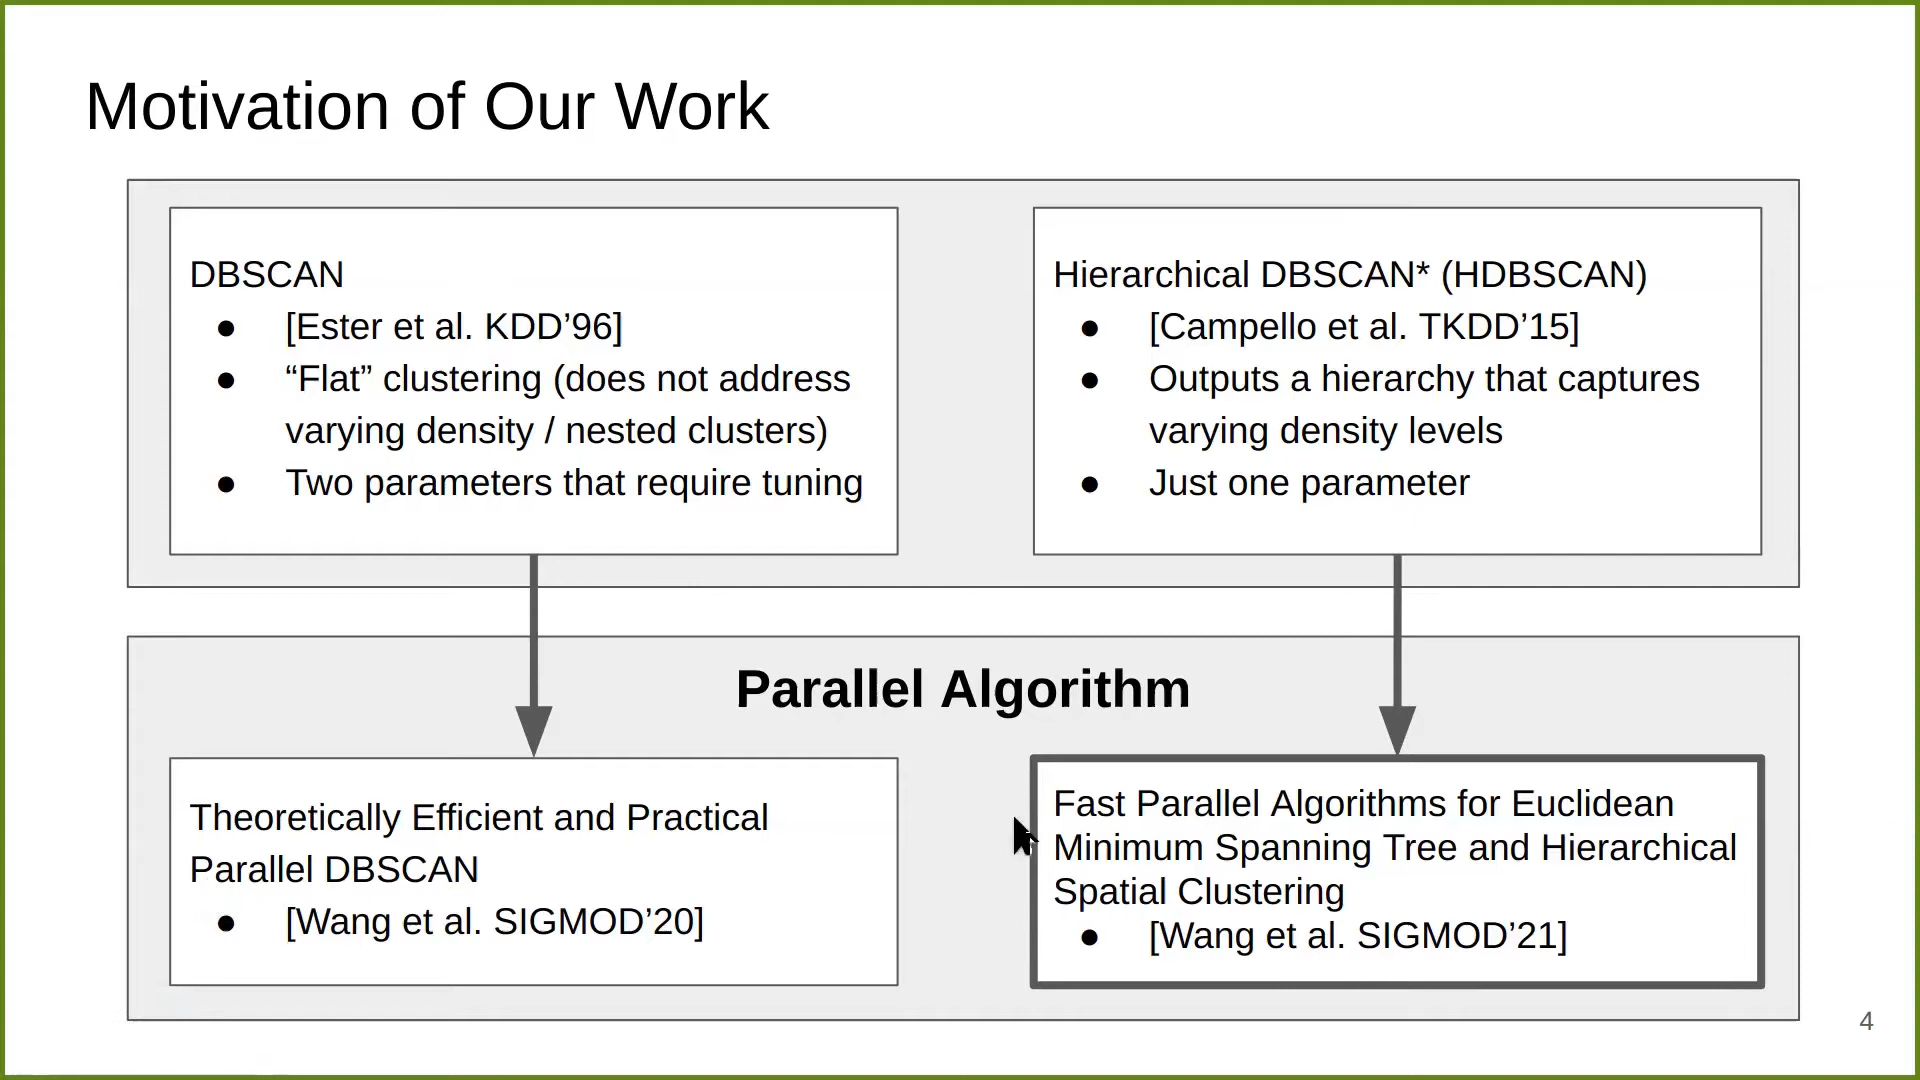 Motivation of Our Work
DBSCAN
● [Ester et al. KDD’96]
● “Flat” clustering (does not address
varying density / nested clusters)
● Two parameters that require tuning
Hierarchical DBSCAN* (HDBSCAN)
● [Campello et al. TKDD’15]
● Outputs a hierarchy that captures
varying density levels
● Just one parameter
Parallel Algorithm
Theoretically Efficient and Practical
Parallel DBSCAN
● [Wang et al. SIGMOD’20]
Fast Parallel Algorithms for Euclidean
Minimum Spanning Tree and Hierarchical
Spatial Clustering
● [Wang et al. SIGMOD’21]
4